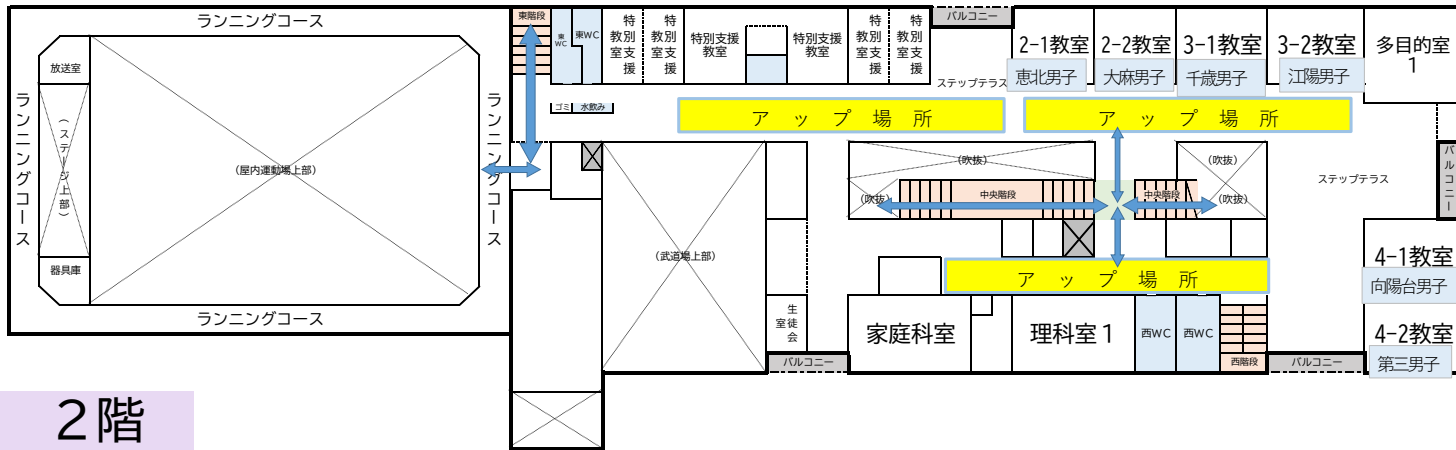 ランニングコース
東階段
東WC
東WC
特別支援教室
特別支援教室
特別支援教室
特別支援教室
特別支援教室
特別支援教室
バルコニー
2-1教室
2-2教室
3-1教室
3-2教室
多目的室1
恵北男子
大麻男子
千歳男子
江陽男子
放送室
ステップテラス
ゴミ
水飲み
アップ場所
アップ場所
ランニングコース
(ステージ上部)
(屋内運動場上部)
ランニングコース
(吹抜)
(吹抜)
バルコニー
ステップテラス
(吹抜)
中央階段
中央階段
(吹抜)
(武道場上部)
器具庫
アップ場所
4-1教室
向陽台男子
ランニングコース
生徒会室
家庭科室
理科室1
西WC
西WC
4-2教室
バルコニー
西階段
バルコニー
第三男子
2階